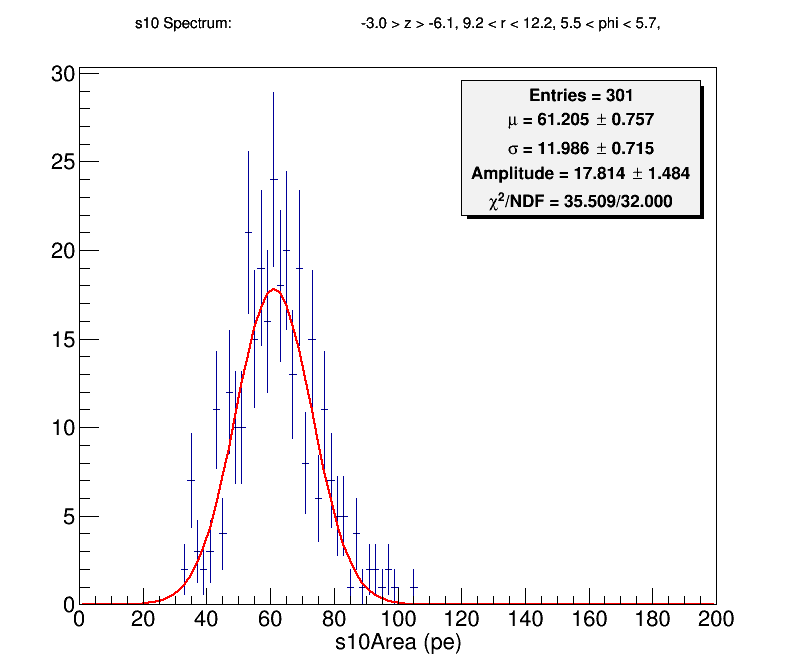 s10 Spectrum: -3.0 > z > -6.1, 9.2 < r < 12.2, 5.5 < phi < 5.7,
Entries = 301
μ = 61.205 ± 0.757
σ = 11.986 ± 0.715
Amplitude = 17.814 ± 1.484
χ²/NDF = 35.509/32.000
30
25
20
15
10
5
0
0 20 40 60 80 100 120 140 160 180 200
s10Area (pe)